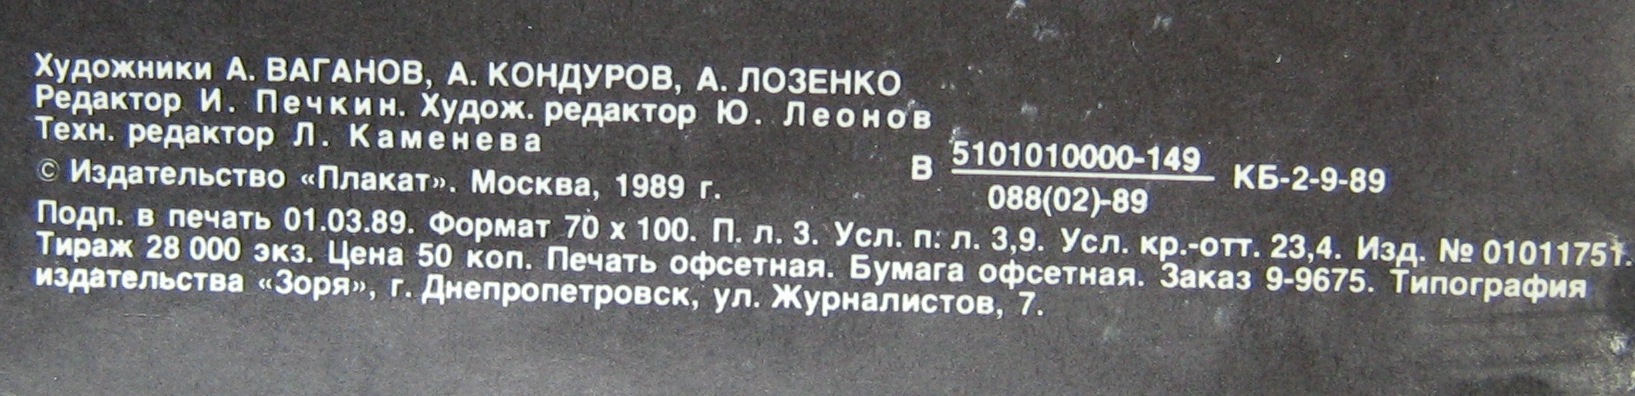 Художники А. ВАГАНОВ, А. КОНДУРОВ, А. ЛОЗЕНКО
Редактор И. Печкин. Худож. редактор Ю. Леонов
Техн. редактор Л. Каменева
© Издательство «Плакат». Москва, 1989 г.
В 5101010000-149 КБ-2-9-89
088(02)-89
Подп. в печать 01.03.89. Формат 70 х 100. П. л. 3. Усл. п. л. 3,9. Усл. кр.-отт. 23,4. Изд. № 01011751.
Тираж 28 000 экз. Цена 50 коп. Печать офсетная. Бумага офсетная. Заказ 9-9675. Типография
издательства «Зоря», г. Днепропетровск, ул. Журналистов, 7.